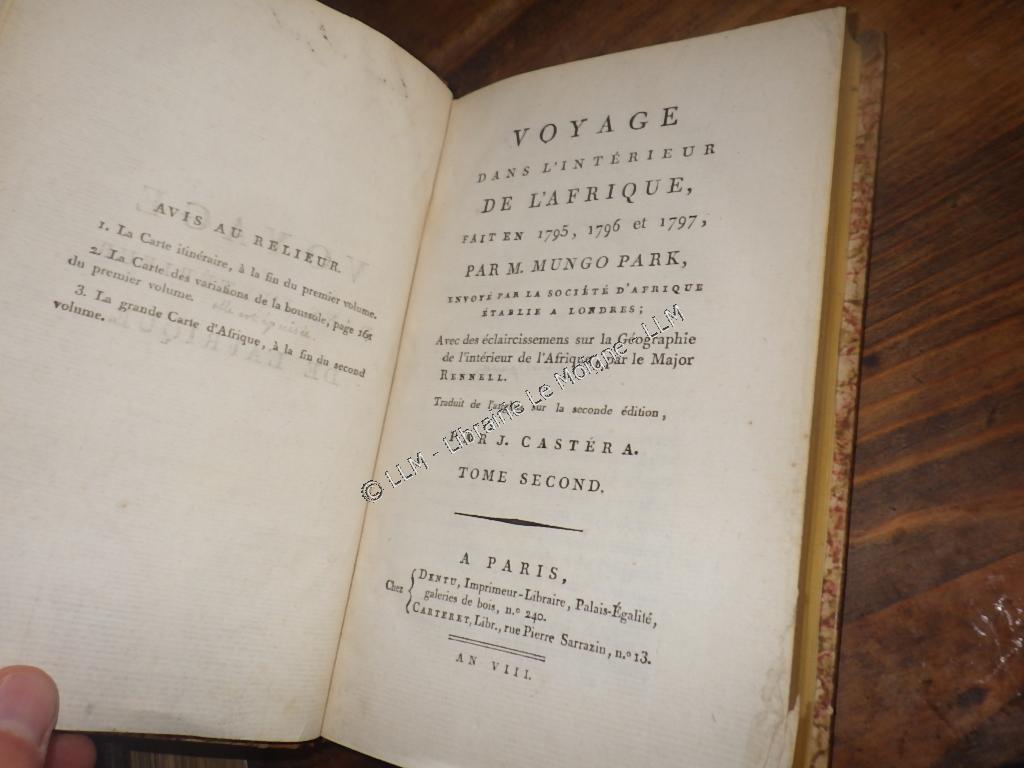 AVIS AU RELIEUR.
1. La Carte itinéraire, à la fin du premier volume.
2. La Carte des variations de la boussole, page 161
du premier volume.
3. La grande Carte d'Afrique, à la fin du second
volume.
VOYAGE
DANS L'INTÉRIEUR
DE L'AFRIQUE,
FAIT EN 1795, 1796 et 1797,
PAR M. MUNGO PARK,
ENVOYÉ PAR LA SOCIÉTÉ D'AFRIQUE
ÉTABLIE A LONDRES;
Avec des éclaircissemens sur la Géographie
de l'intérieur de l'Afrique, par le Major
RENNELL.
Traduit de l'anglais sur la seconde édition,
PAR J. CASTÉRA.
TOME SECOND.
A PARIS,
Chez
DENTU, Imprimeur-Libraire, Palais-Égalité,
galeries de bois, n.º 240.
CARTERET, Libr., rue Pierre Sarrazin, n.º 13.
AN VIII.
© LLM - Librairie Le Moigne - LLM